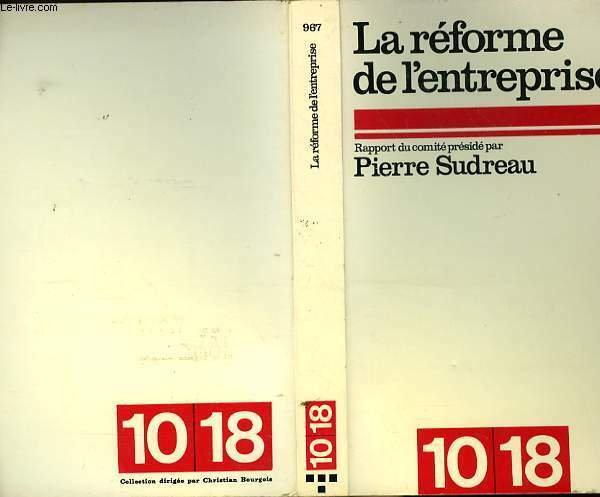 Le-livre.com
La réforme
de l'entreprise
Rapport du comité présidé par
Pierre Sudreau
10 18
967
La réforme de l'entreprise
10 18
10 18
Collection dirigée par Christian Bourgois